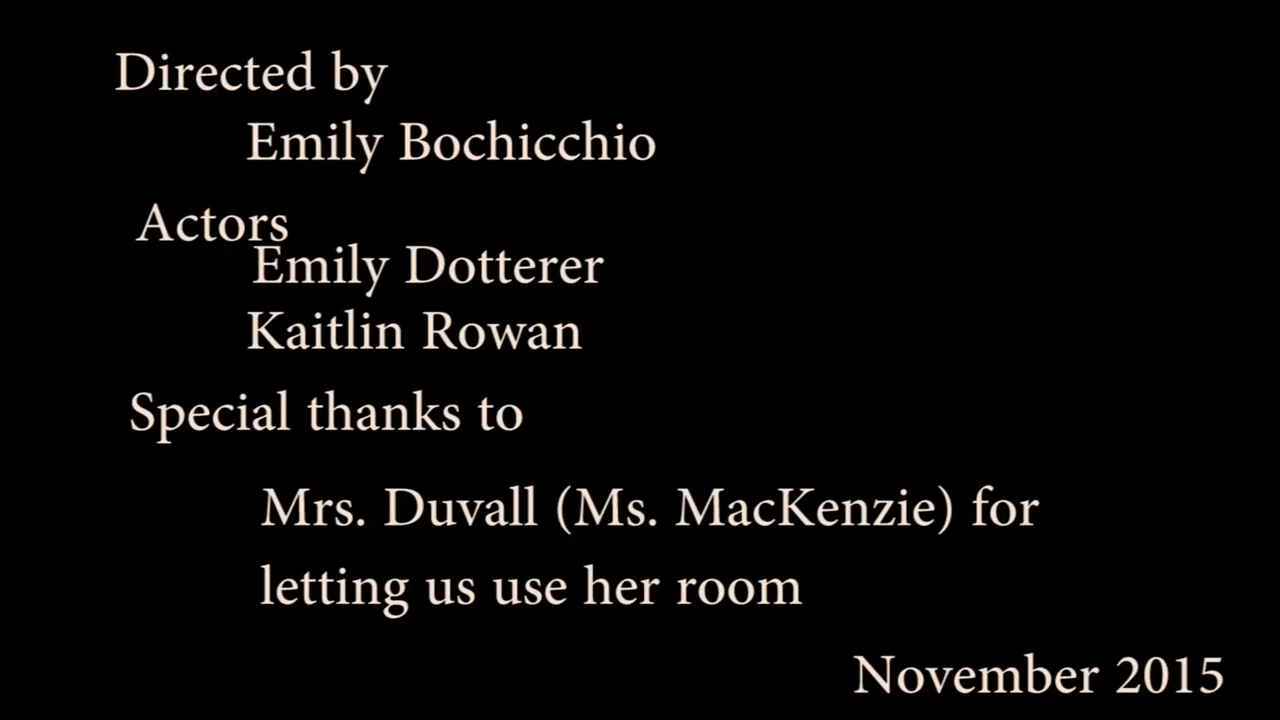 Directed by
Emily Bochicchio
Actors
Emily Dotterer
Kaitlin Rowan
Special thanks to
Mrs. Duvall (Ms. MacKenzie) for
letting us use her room
November 2015